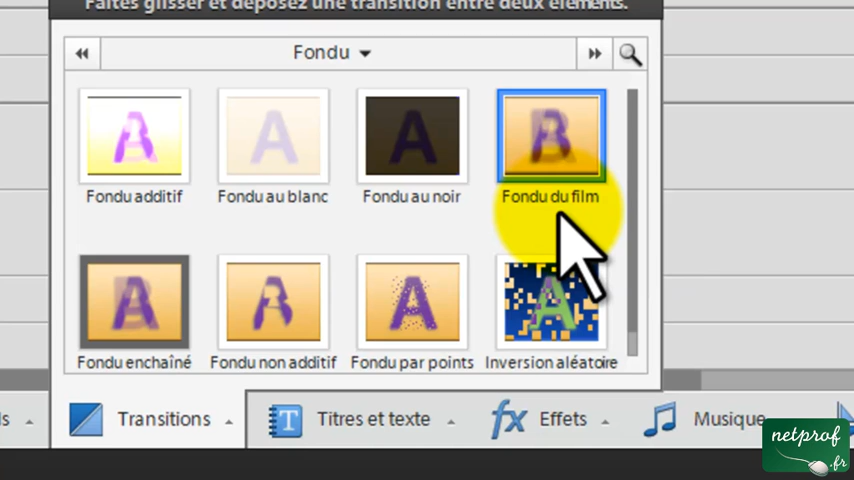 Faites glisser et déposez une transition entre deux éléments.
Fondu
Fondu additif
Fondu au blanc
Fondu au noir
Fondu du film
Fondu enchaîné
Fondu non additif
Fondu par points
Inversion aléatoire
Transitions
Titres et texte
fx Effets
Musique
netprof
.fr